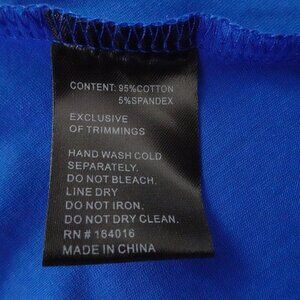 CONTENT: 95%COTTON
5%SPANDEX
EXCLUSIVE
OF TRIMMINGS
HAND WASH COLD
SEPARATELY.
DO NOT BLEACH.
LINE DRY
DO NOT IRON.
DO NOT DRY CLEAN.
RN # 164016
MADE IN CHINA